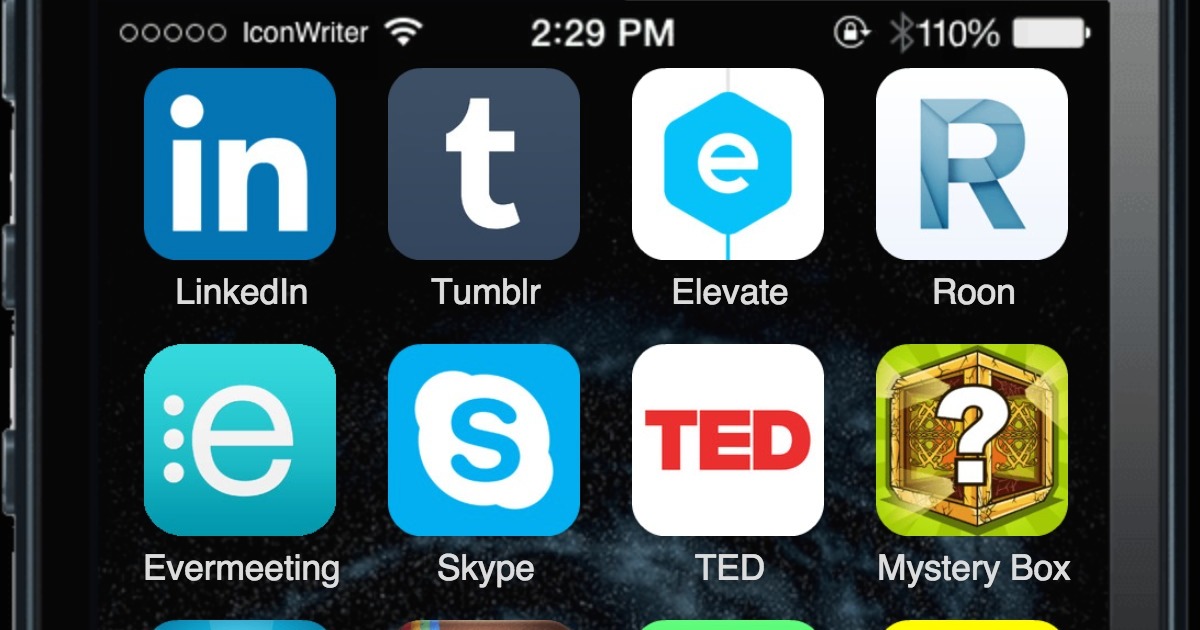 IconWriter 2:29 PM 110%
in t e R
LinkedIn Tumblr Elevate Roon
:e S TED ?
Evermeeting Skype TED Mystery Box